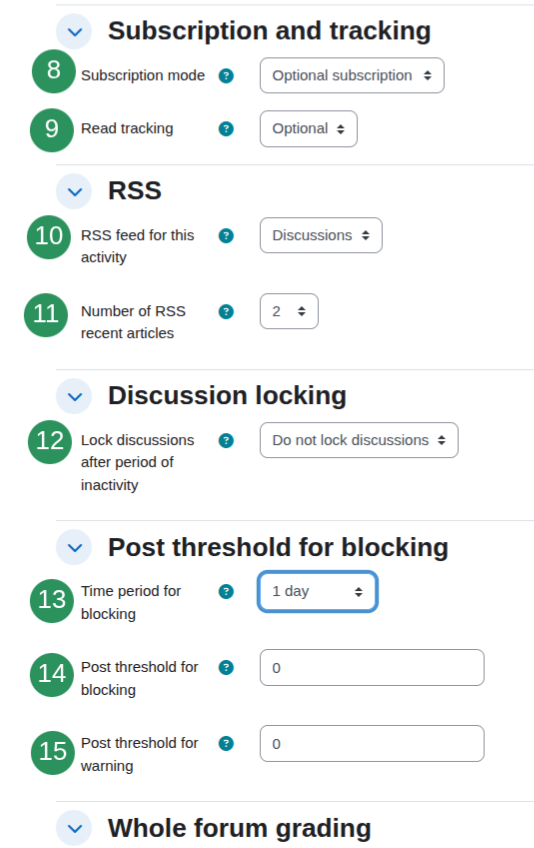 Subscription and tracking
8 Subscription mode ? Optional subscription
9 Read tracking ? Optional
RSS
10 RSS feed for this ? Discussions
activity
11 Number of RSS ? 2
recent articles
Discussion locking
12 Lock discussions ? Do not lock discussions
after period of
inactivity
Post threshold for blocking
13 Time period for ? 1 day
blocking
14 Post threshold for ? 0
blocking
15 Post threshold for ? 0
warning
Whole forum grading